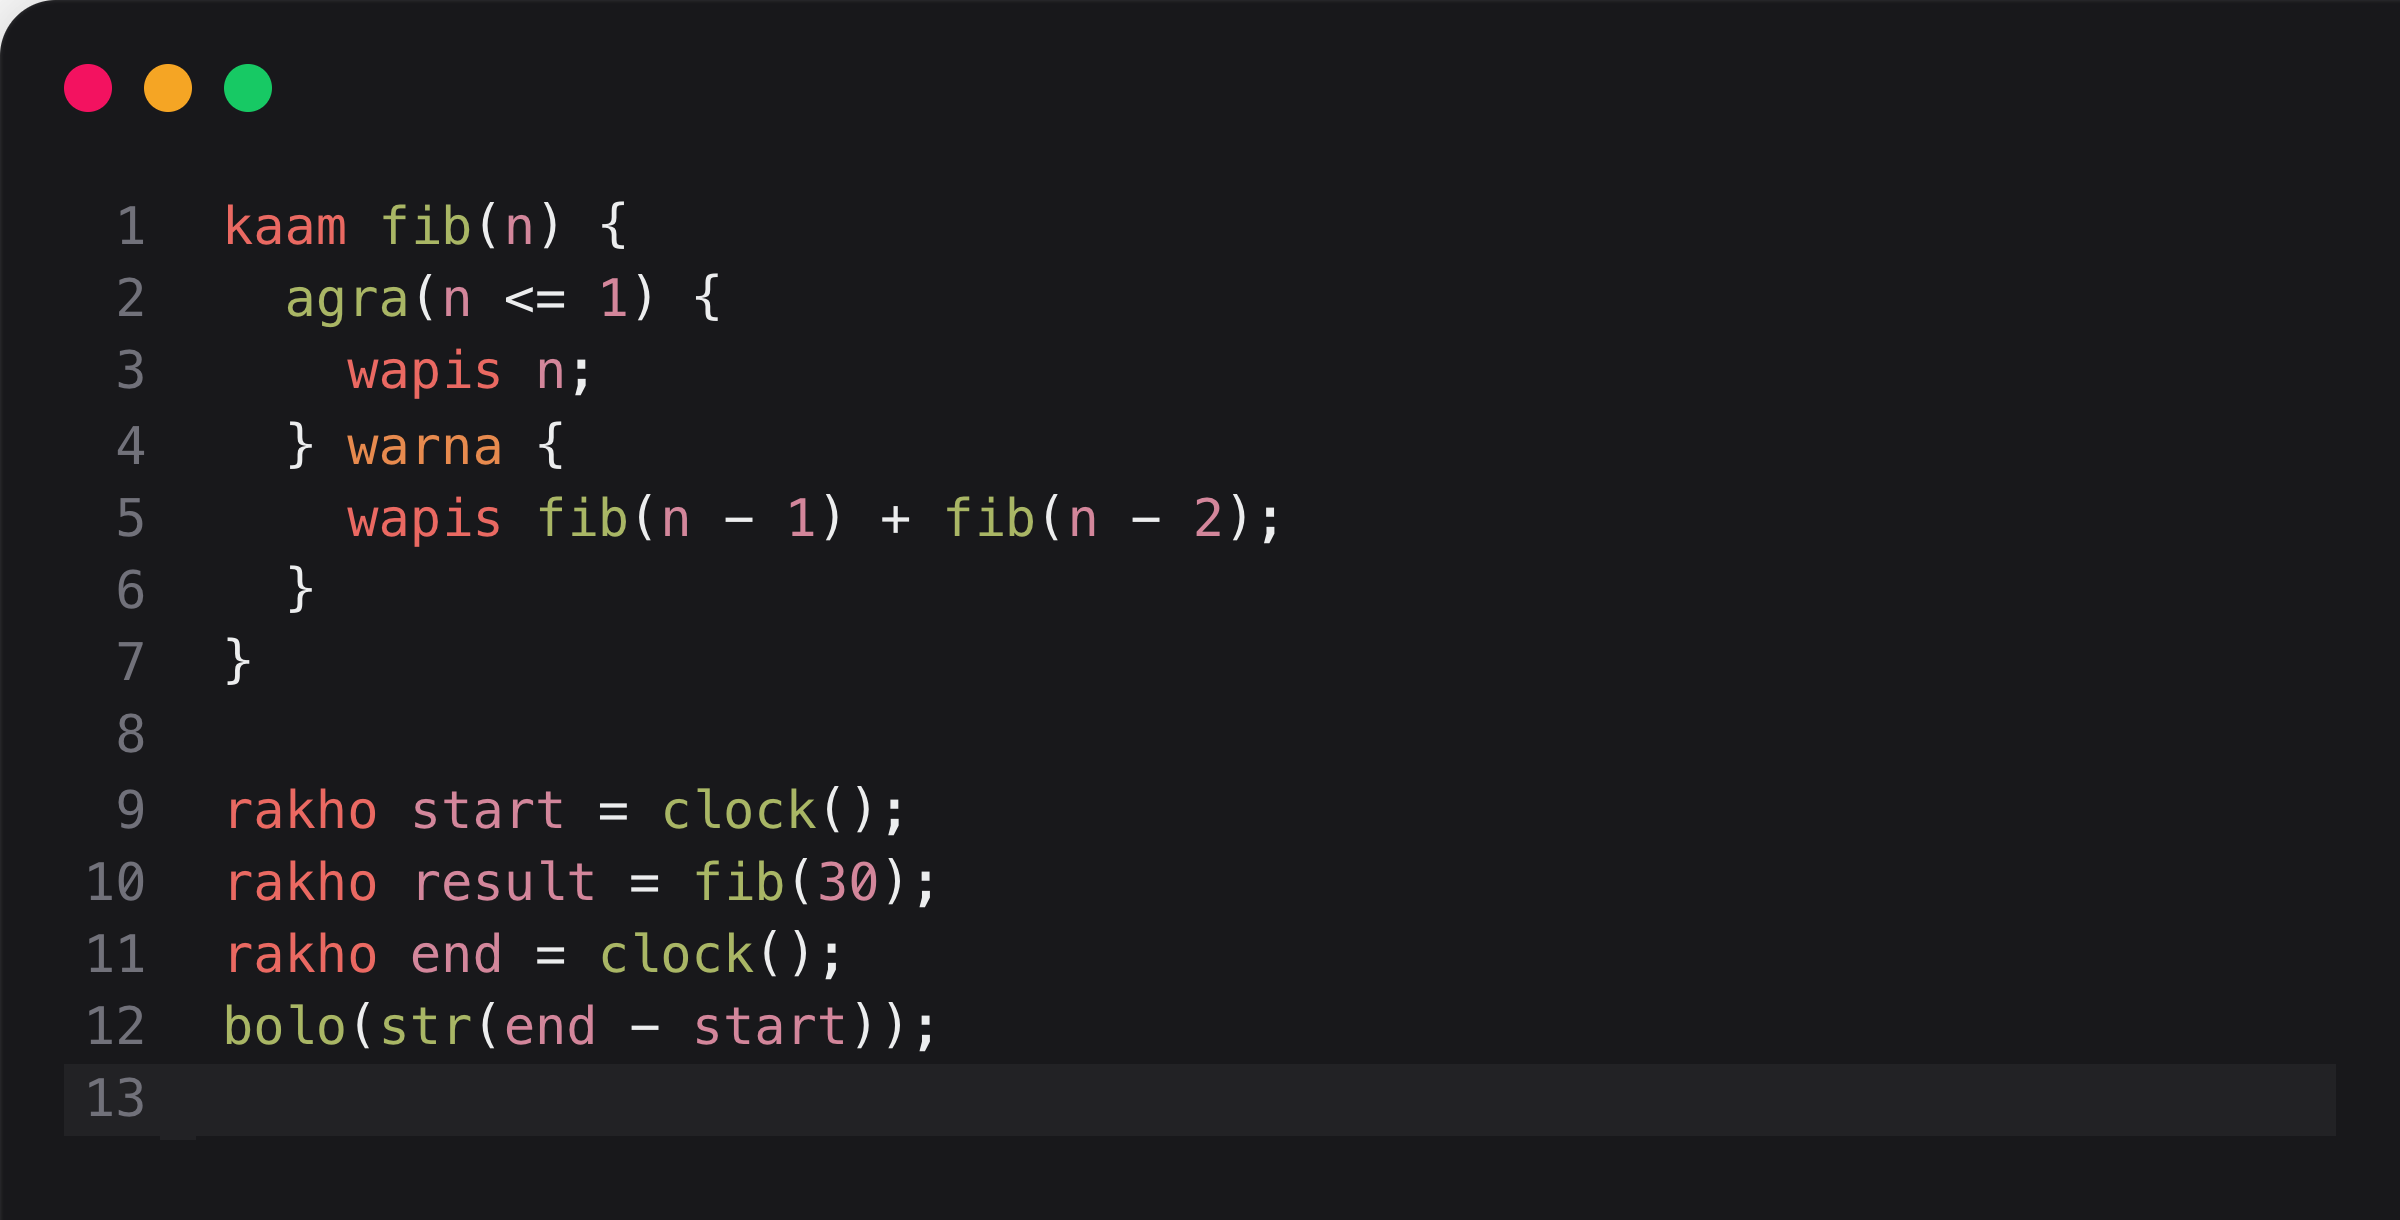 1 kaam fib(n) {
2   agra(n <= 1) {
3     wapis n;
4   } warna {
5     wapis fib(n - 1) + fib(n - 2);
6   }
7 }
8
9 rakho start = clock();
10 rakho result = fib(30);
11 rakho end = clock();
12 bolo(str(end - start));
13